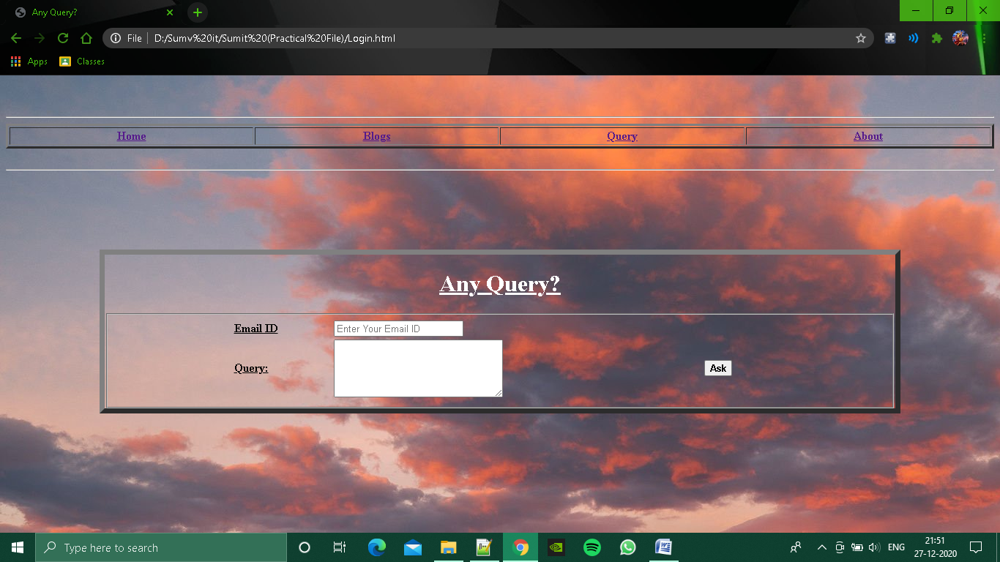 Any Query?
File D:/Sumv%20it/Sumit%20(Practical%20File)/Login.html
Apps Classes
Home Blogs Query About
Any Query?
Email ID Enter Your Email ID
Query: Ask
Type here to search ENG 21:51
27-12-2020